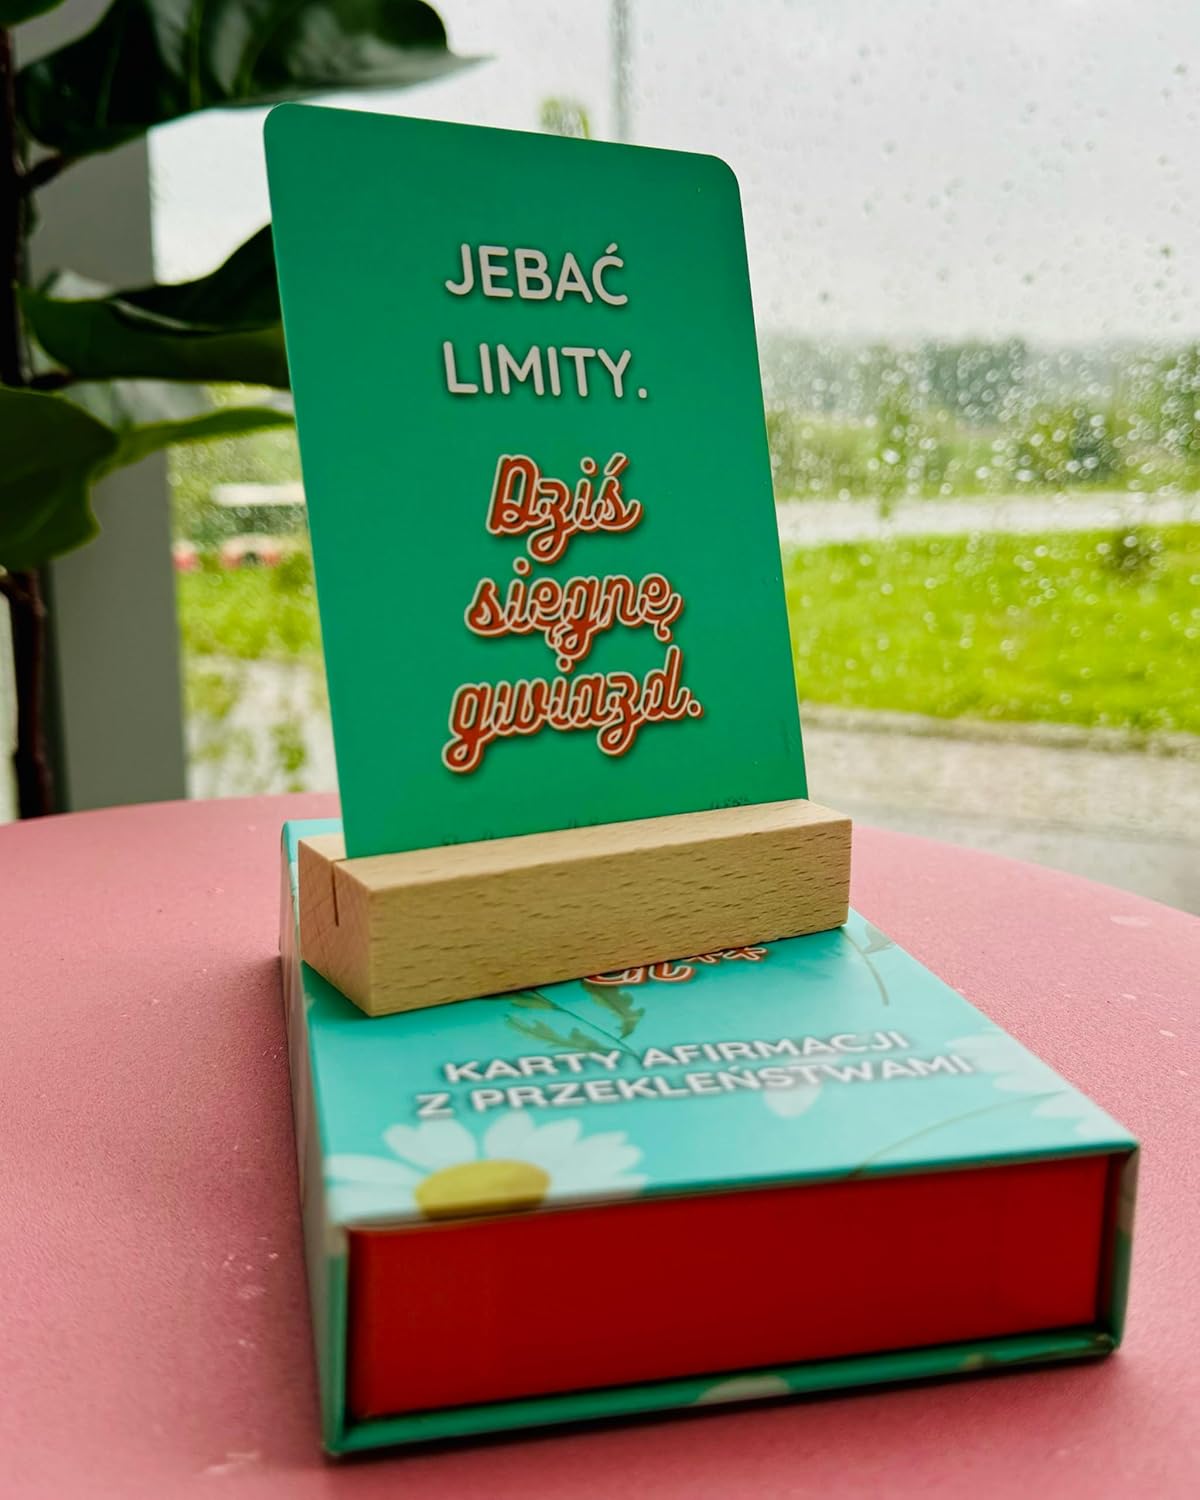 JEBAĆ
LIMITY.
Dziś
sięgnę
gwiazd.
KARTY AFIRMACJI
Z PRZEKLEŃSTWAMI